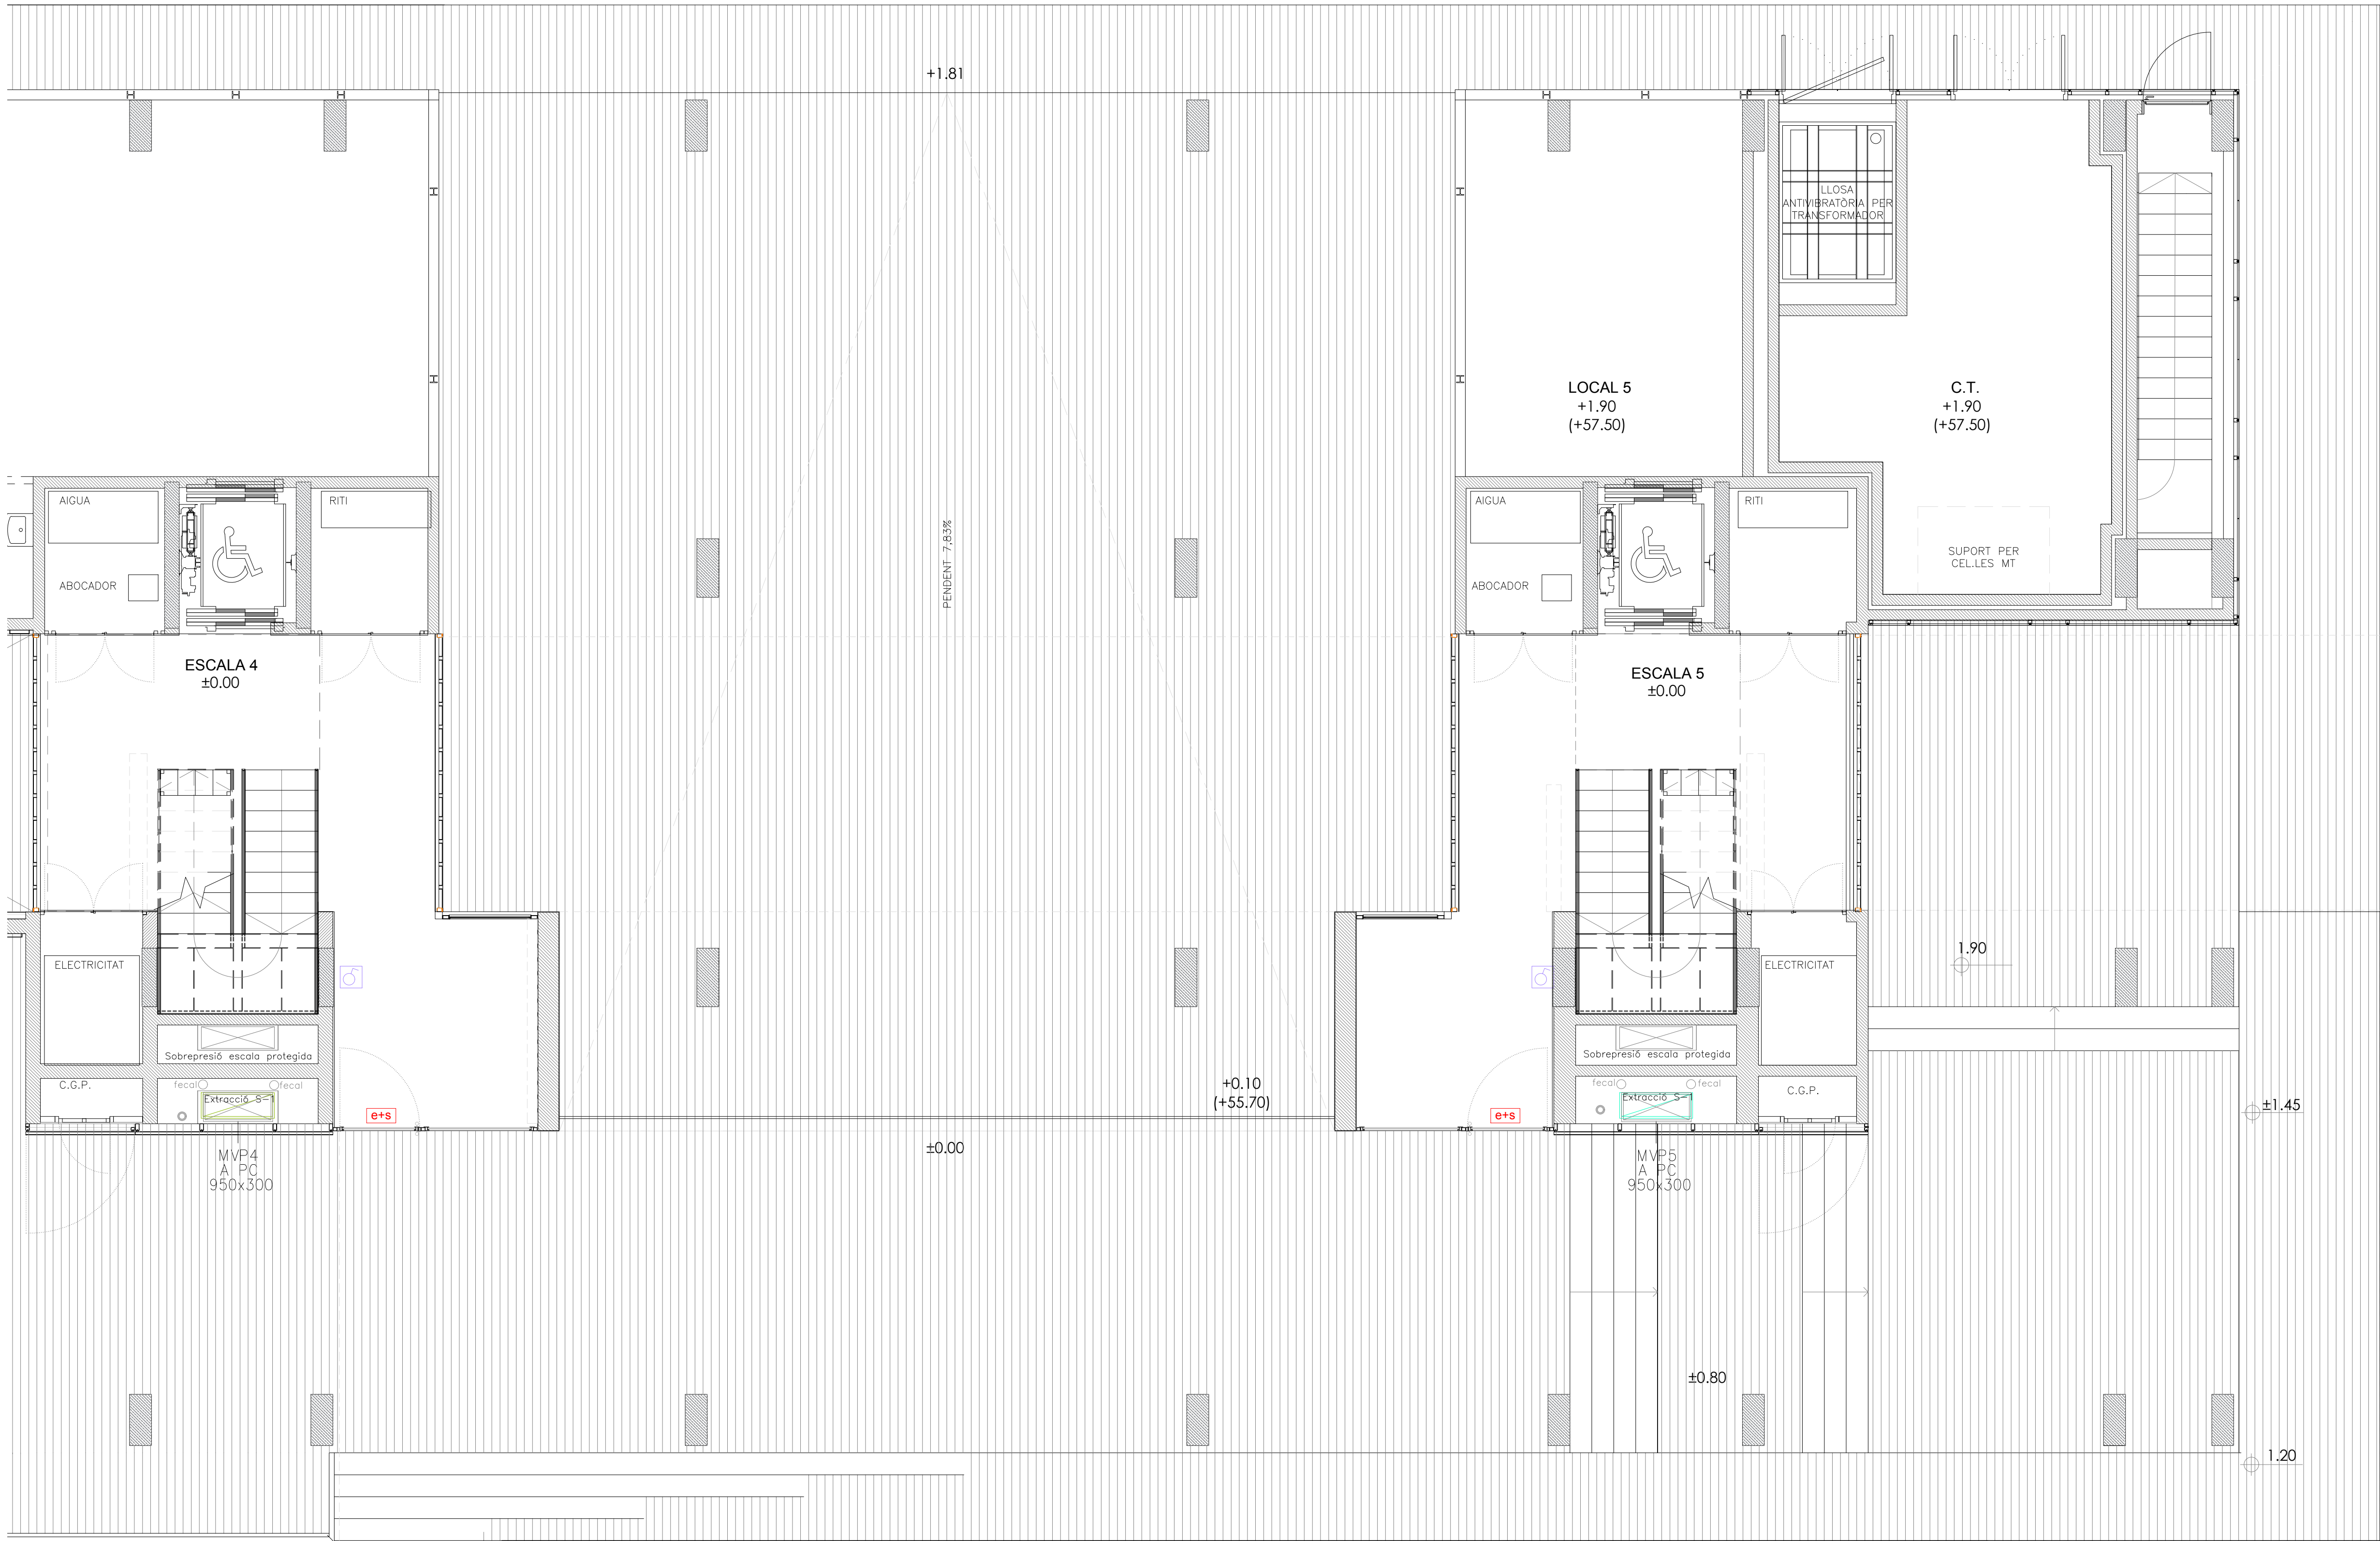 +1.81
LLOSA
ANTIVIBRATÒRIA PER
TRANSFORMADOR
LOCAL 5
+1.90
(+57.50)
C.T.
+1.90
(+57.50)
AIGUA
RITI
ABOCADOR
PENDENT 7,83%
AIGUA
RITI
ABOCADOR
SUPORT PER
CEL.LES MT
ESCALA 4
±0.00
ESCALA 5
±0.00
1.90
ELECTRICITAT
ELECTRICITAT
Sobrepresió escala protegida
Sobrepresió escala protegida
C.G.P.
fecal
fecal
Extracció S-1
e+s
+0.10
(+55.70)
e+s
fecal
fecal
Extracció S-1
C.G.P.
±1.45
±0.00
MVP4
A PC
950x300
MVP5
A PC
950x300
±0.80
1.20